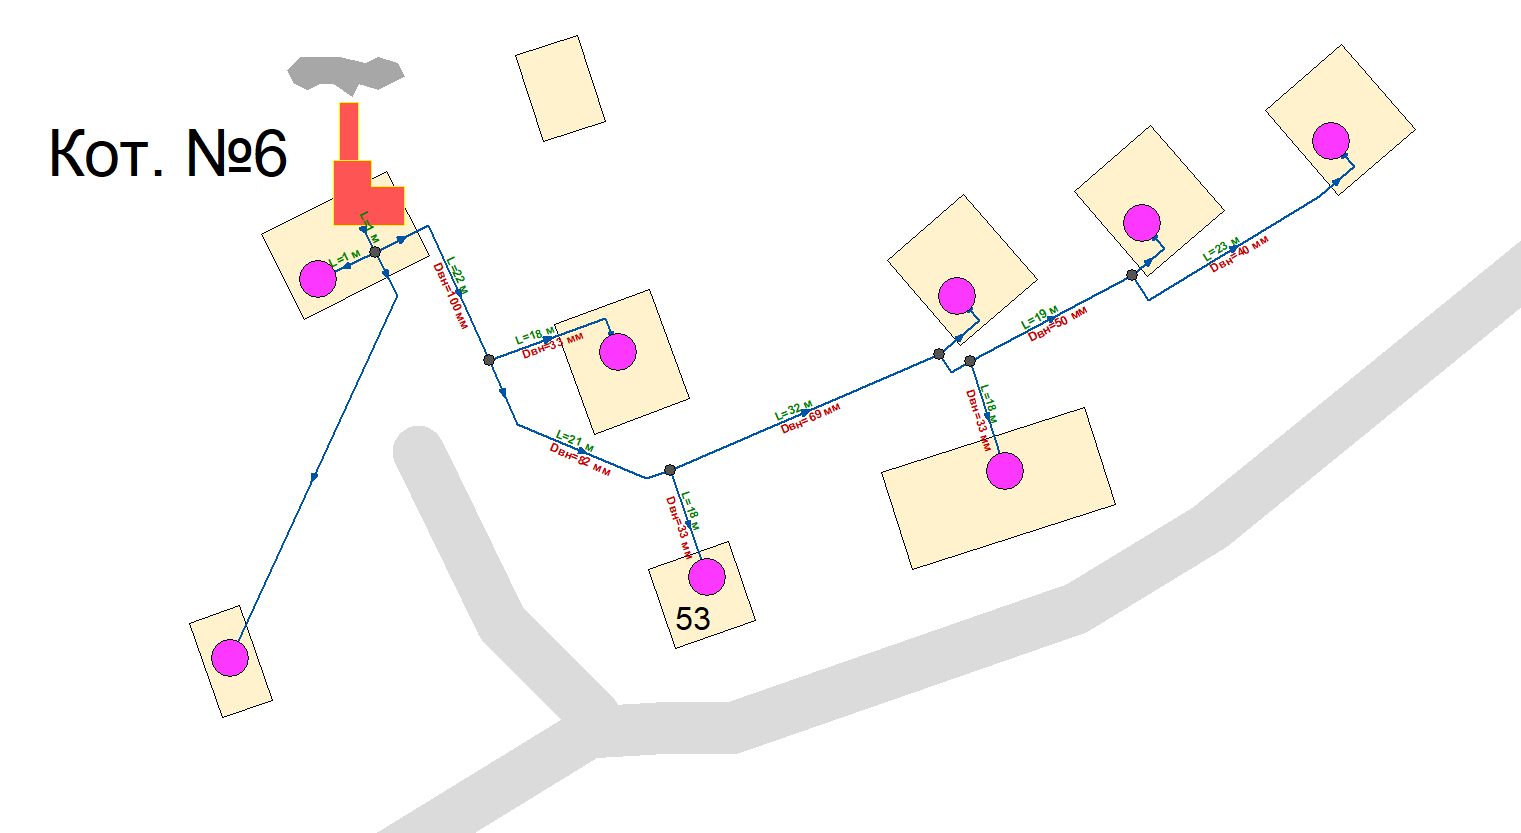 Кот. №6
L=1 м
L=1 м
L=22 м
Dвн=100 мм
L=18 м
Dвн=33 мм
L=21 м
Dвн=82 мм
L=18 м
Dвн=33 мм
53
L=32 м
Dвн=69 мм
L=18 м
Dвн=33 мм
L=19 м
Dвн=50 мм
L=23 м
Dвн=40 мм